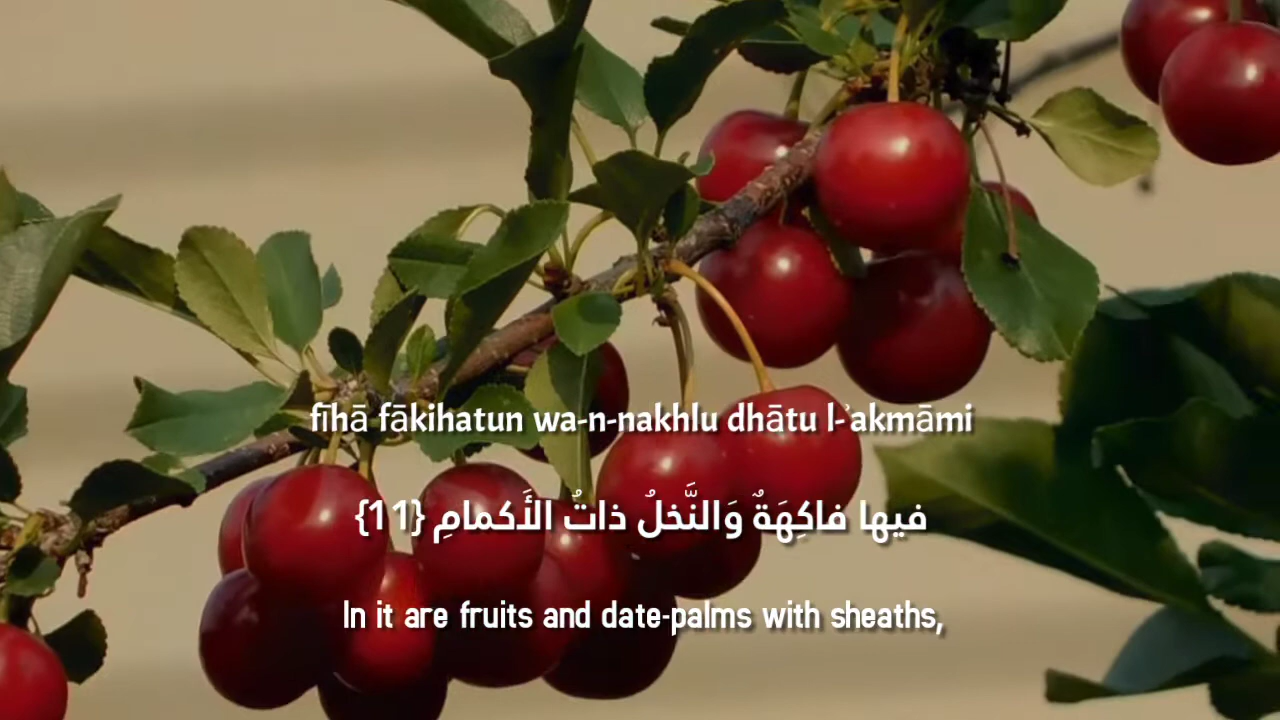 fīhā fākihatun wa-n-nakhlu dhātu l-ʾakmāmi
فيها فاكِهَةٌ وَالنَّخلُ ذاتُ الأَكمامِ {11}
In it are fruits and date-palms with sheaths,